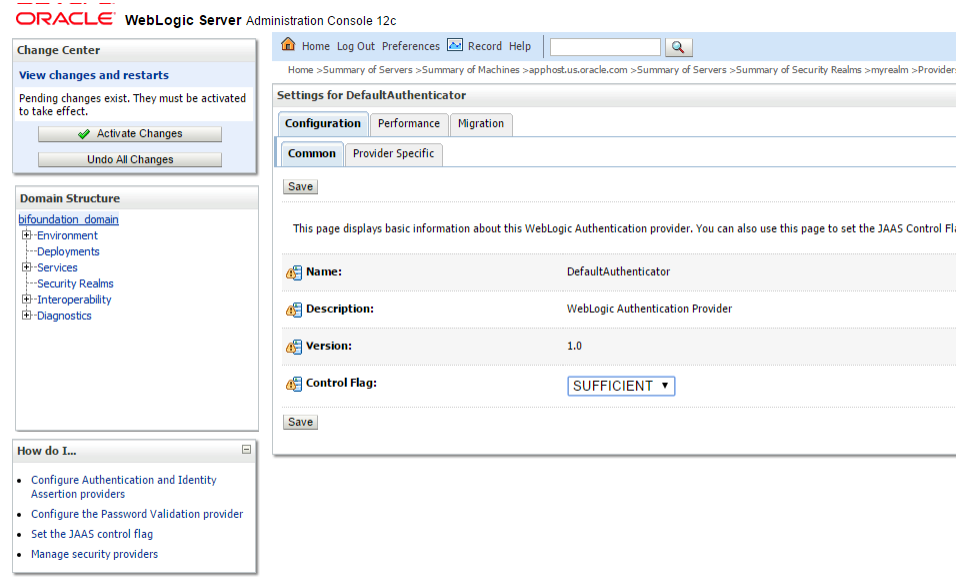 ORACLE WebLogic Server Administration Console 12c
Change Center
View changes and restarts
Pending changes exist. They must be activated
to take effect.
Activate Changes
Undo All Changes
Domain Structure
bifoundation_domain
Environment
Deployments
Services
Security Realms
Interoperability
Diagnostics
How do I...
Configure Authentication and Identity
Assertion providers
Configure the Password Validation provider
Set the JAAS control flag
Manage security providers
Home Log Out Preferences Record Help
Home >Summary of Servers >Summary of Machines >apphost.us.oracle.com >Summary of Servers >Summary of Security Realms >myrealm >Providers
Settings for DefaultAuthenticator
Configuration Performance Migration
Common Provider Specific
Save
This page displays basic information about this WebLogic Authentication provider. You can also use this page to set the JAAS Control
Name: DefaultAuthenticator
Description: WebLogic Authentication Provider
Version: 1.0
Control Flag: SUFFICIENT
Save